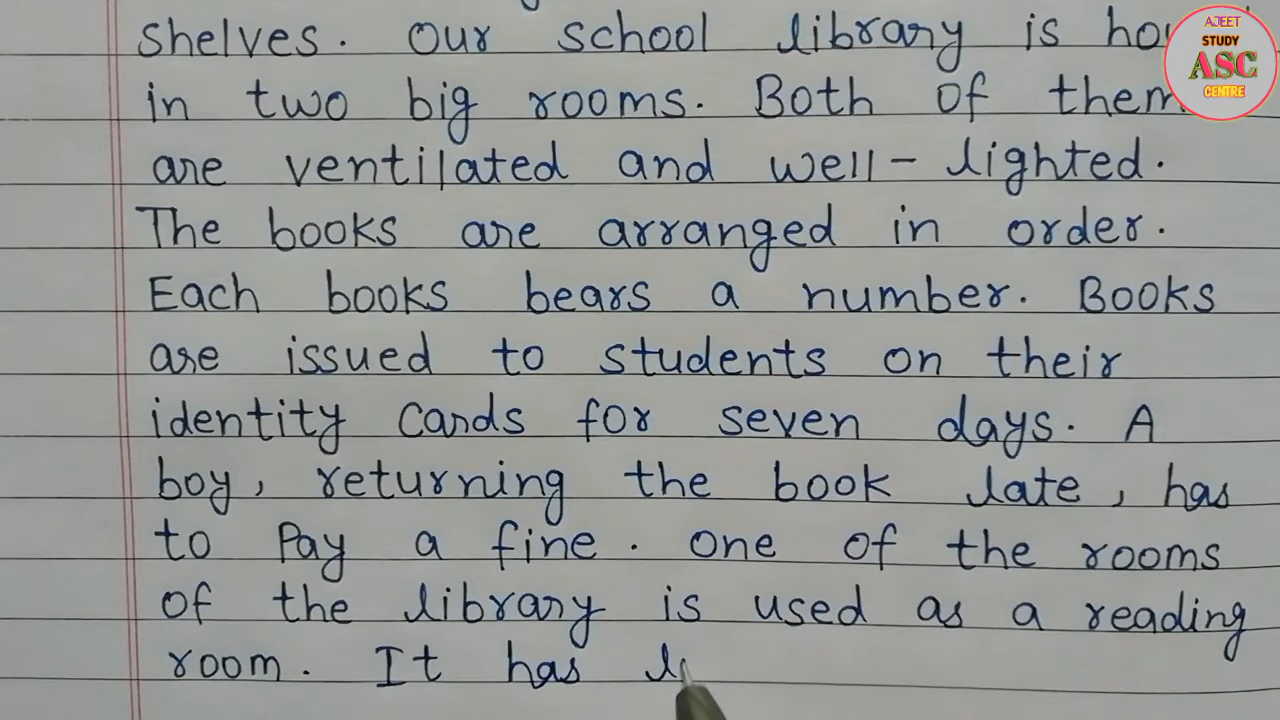 shelves. Our school library is
in two big rooms. Both of them
are ventilated and well-lighted.
The books are arranged in order.
Each books bears a number. Books
are issued to students on their
identity cards for seven days. A
boy, returning the book late, has
to Pay a fine. One of the rooms
of the library is used as a reading
room. It has
AJEET
STUDY
ASC
CENTRE